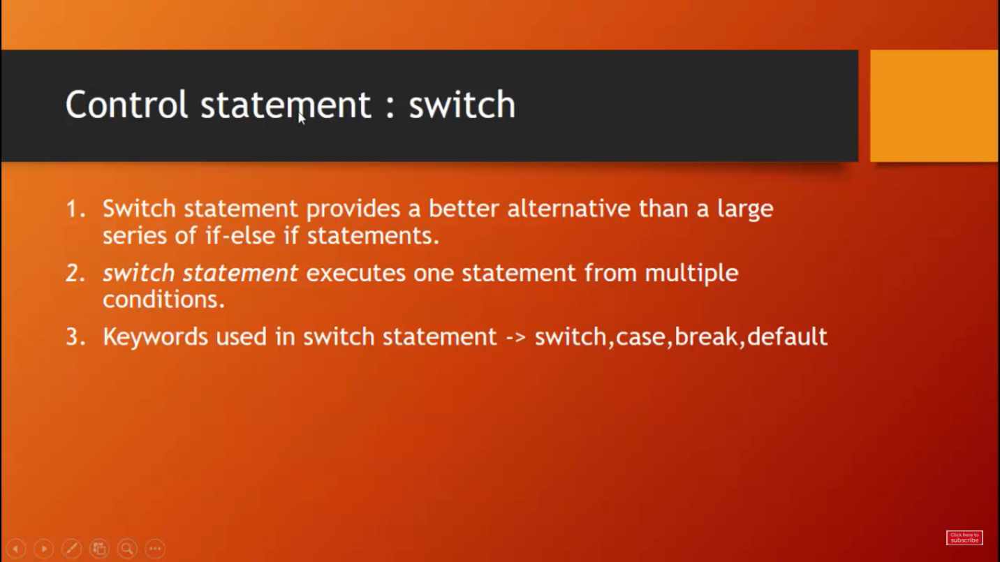 Control statement : switch
1. Switch statement provides a better alternative than a large
series of if-else if statements.
2. switch statement executes one statement from multiple
conditions.
3. Keywords used in switch statement -> switch,case,break,default
Click here to
subscribe